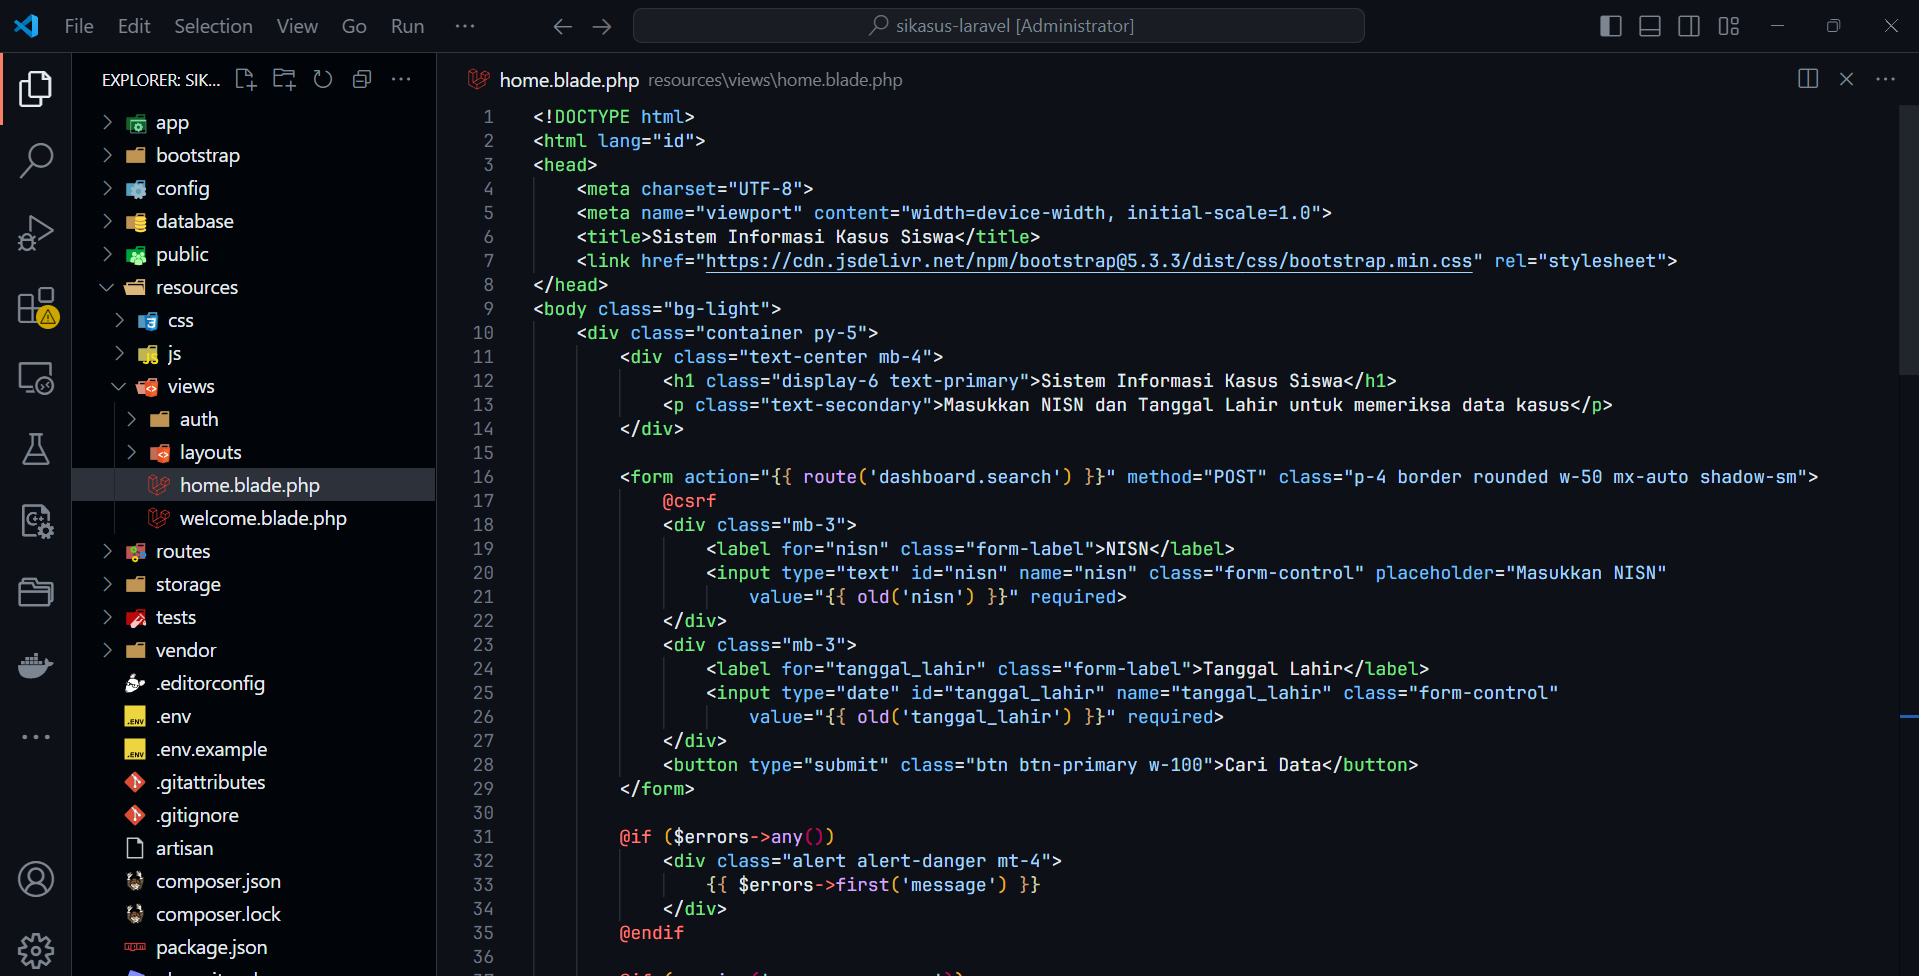 File Edit Selection View Go Run ··· sikasus-laravel [Administrator]
EXPLORER: SIK...
app
bootstrap
config
database
public
resources
css
js
views
auth
layouts
home.blade.php
welcome.blade.php
routes
storage
tests
vendor
.editorconfig
.env
.env.example
.gitattributes
.gitignore
artisan
composer.json
composer.lock
package.json
home.blade.php resources\views\home.blade.php
1 <!DOCTYPE html>
2 <html lang="id">
3 <head>
4     <meta charset="UTF-8">
5     <meta name="viewport" content="width=device-width, initial-scale=1.0">
6     <title>Sistem Informasi Kasus Siswa</title>
7     <link href="https://cdn.jsdelivr.net/npm/bootstrap@5.3.3/dist/css/bootstrap.min.css" rel="stylesheet">
8 </head>
9 <body class="bg-light">
10     <div class="container py-5">
11         <div class="text-center mb-4">
12             <h1 class="display-6 text-primary">Sistem Informasi Kasus Siswa</h1>
13             <p class="text-secondary">Masukkan NISN dan Tanggal Lahir untuk memeriksa data kasus</p>
14         </div>
15
16         <form action="{{ route('dashboard.search') }}" method="POST" class="p-4 border rounded w-50 mx-auto shadow-sm">
17             @csrf
18             <div class="mb-3">
19                 <label for="nisn" class="form-label">NISN</label>
20                 <input type="text" id="nisn" name="nisn" class="form-control" placeholder="Masukkan NISN"
21                     value="{{ old('nisn') }}" required>
22             </div>
23             <div class="mb-3">
24                 <label for="tanggal_lahir" class="form-label">Tanggal Lahir</label>
25                 <input type="date" id="tanggal_lahir" name="tanggal_lahir" class="form-control"
26                     value="{{ old('tanggal_lahir') }}" required>
27             </div>
28             <button type="submit" class="btn btn-primary w-100">Cari Data</button>
29         </form>
30
31         @if ($errors->any())
32             <div class="alert alert-danger mt-4">
33                 {{ $errors->first('message') }}
34             </div>
35         @endif
36